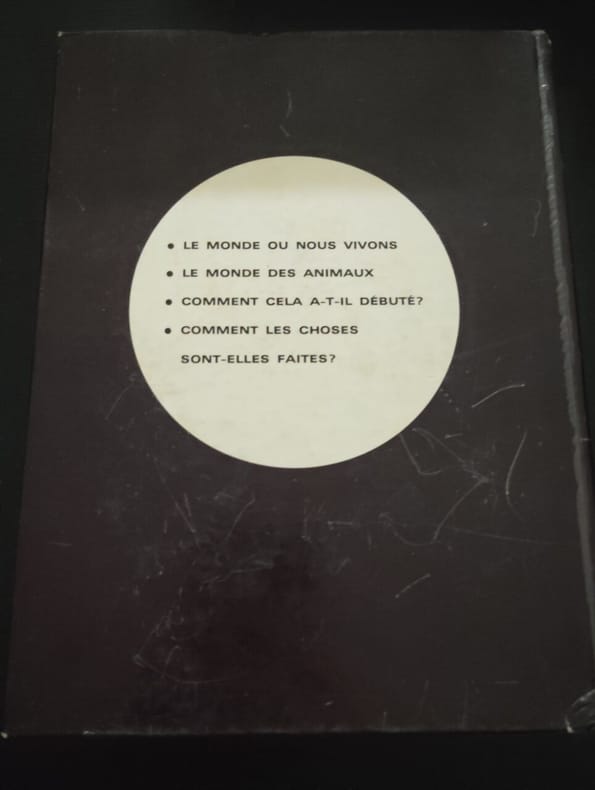 • LE MONDE OU NOUS VIVONS
• LE MONDE DES ANIMAUX
• COMMENT CELA A-T-IL DÉBUTÉ?
• COMMENT LES CHOSES
SONT-ELLES FAITES?